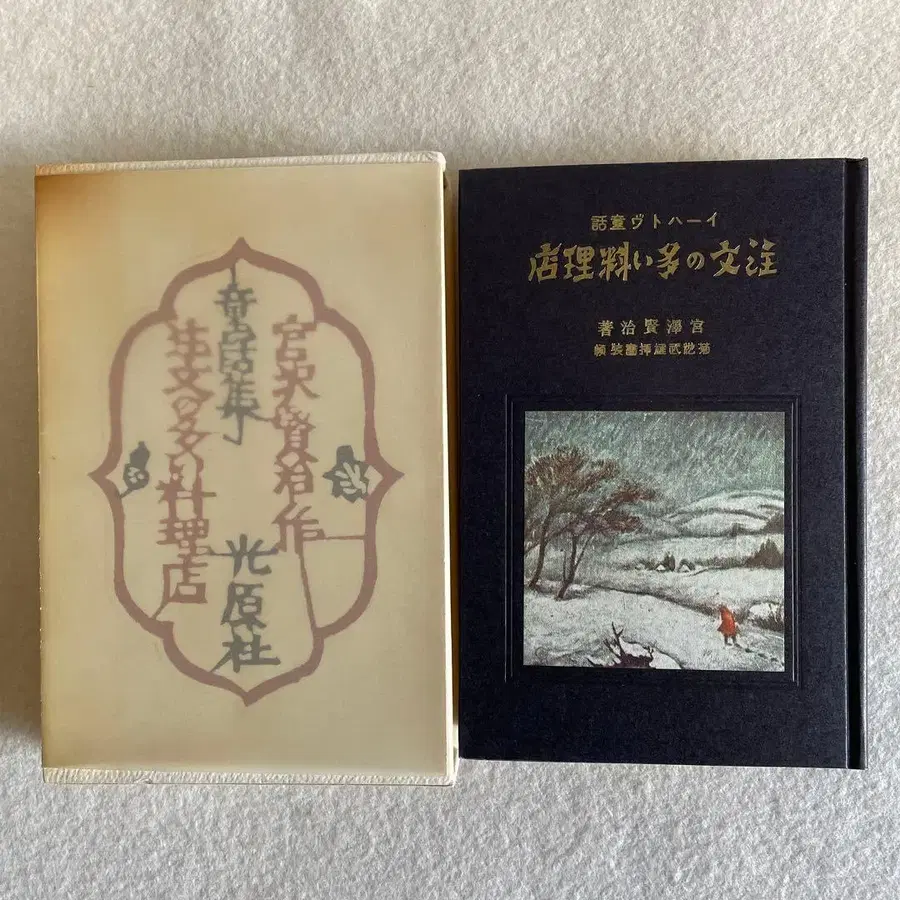 宮沢賢治作
童話集
注文の多い料理店
光原社
イーハトヴ童話
注文の多い料理店
宮澤賢治著
菊池武雄挿畫装幀